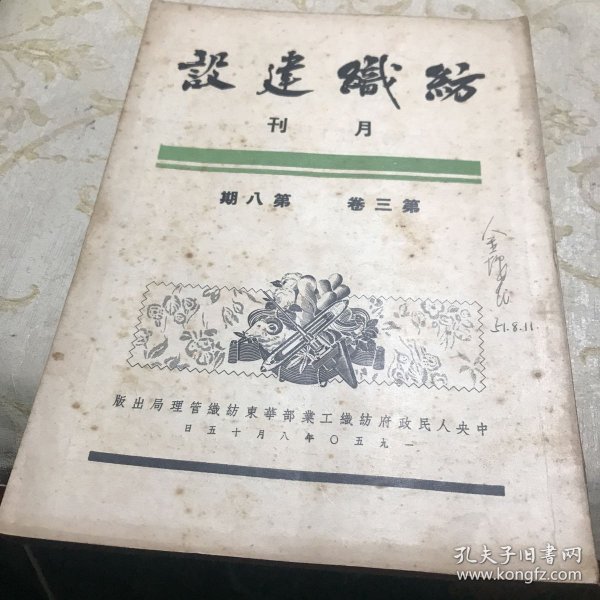 紡織建設
月刊
第三卷 第八期
51.8.11
中央人民政府紡織工業部華東紡織管理局出版
一九五〇年八月十五日
孔夫子旧书网
www.kongfz.com